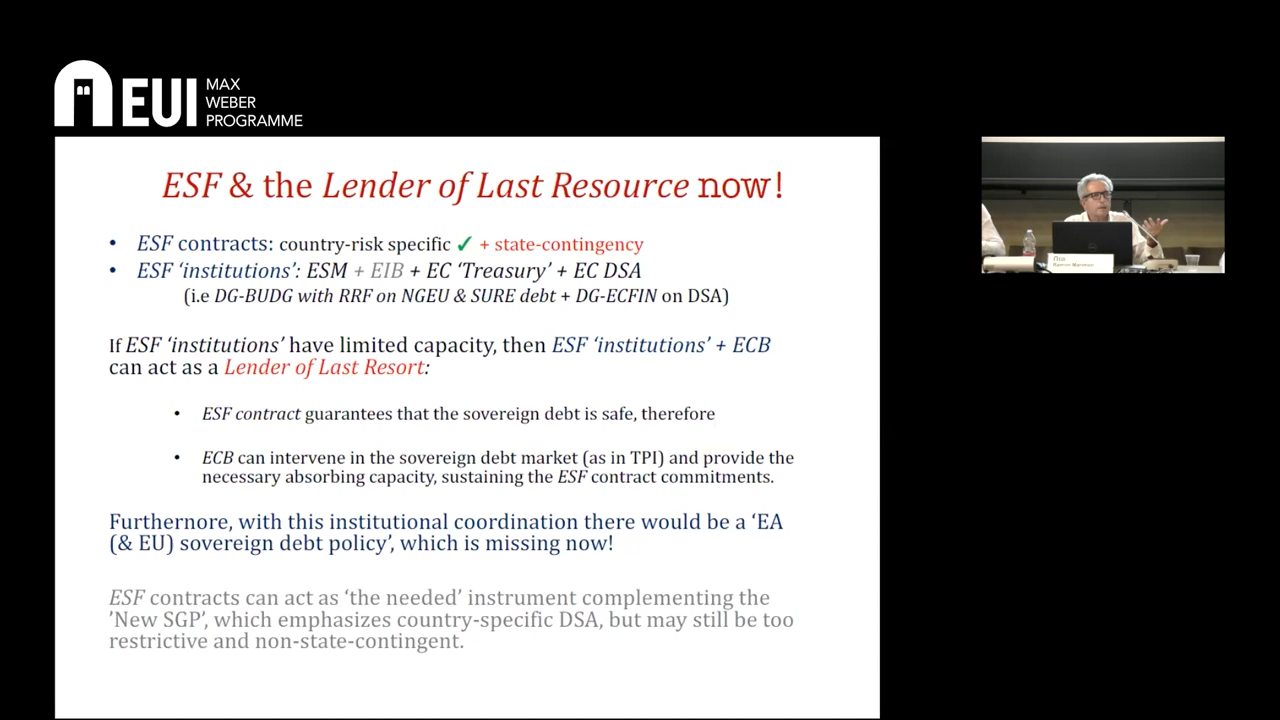 EUI
MAX
WEBER
PROGRAMME
ESF & the Lender of Last Resource now!
• ESF contracts: country-risk specific ✓ + state-contingency
• ESF ‘institutions’: ESM + EIB + EC ‘Treasury’ + EC DSA
(i.e DG-BUDG with RRF on NGEU & SURE debt + DG-ECFIN on DSA)
If ESF ‘institutions’ have limited capacity, then ESF ‘institutions’ + ECB
can act as a Lender of Last Resort:
• ESF contract guarantees that the sovereign debt is safe, therefore
• ECB can intervene in the sovereign debt market (as in TPI) and provide the
necessary absorbing capacity, sustaining the ESF contract commitments.
Furthernore, with this institutional coordination there would be a ‘EA
(& EU) sovereign debt policy’, which is missing now!
ESF contracts can act as ‘the needed’ instrument complementing the
’New SGP’, which emphasizes country-specific DSA, but may still be too
restrictive and non-state-contingent.